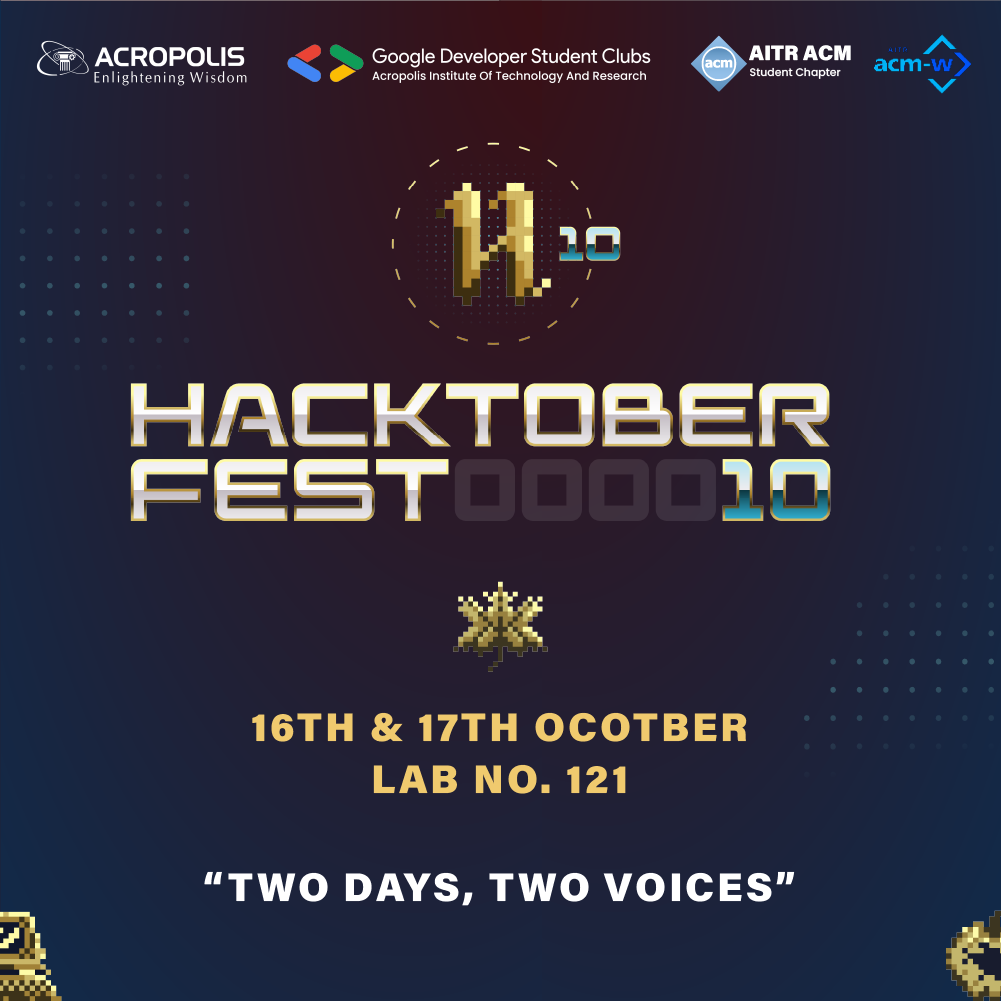 ACROPOLIS
Enlightening Wisdom
Google Developer Student Clubs
Acropolis Institute Of Technology And Research
acm
AITR ACM
Student Chapter
AITR
acm-w
H
10
HACKTOBER
FEST000010
16TH & 17TH OCOTBER
LAB NO. 121
“TWO DAYS, TWO VOICES”